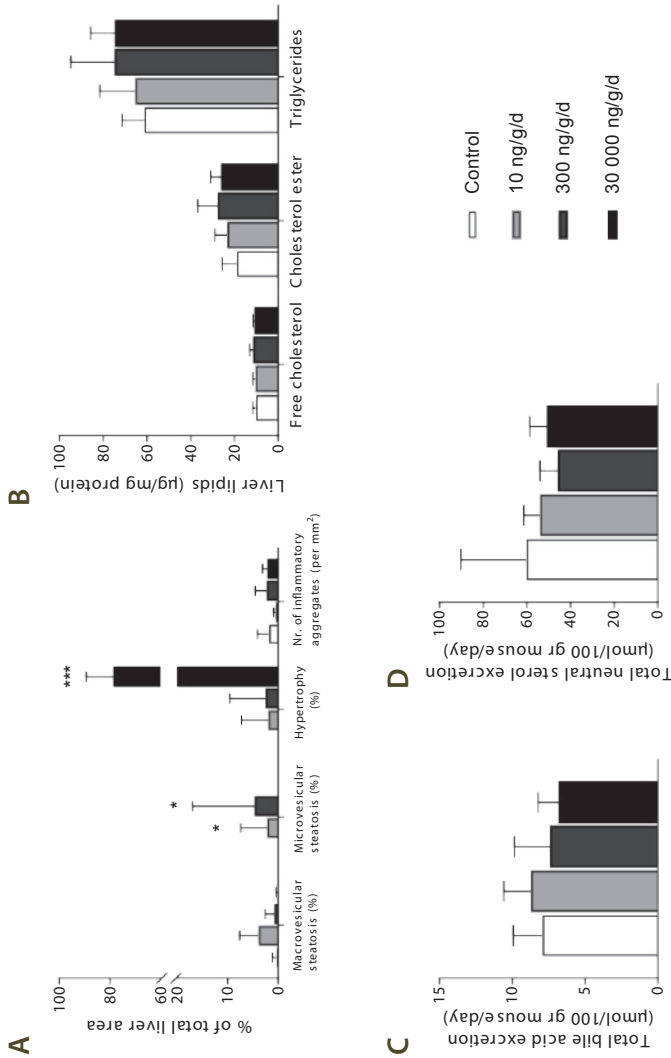 A
% of total liver area
100
80
60
20
10
0
*
*
***
Macrovesicular
steatosis (%)
Microvesicular
steatosis (%)
Hypertrophy
(%)
Nr. of inflammatory
aggregates (per mm²)
B
Liver lipids (µg/mg protein)
100
80
60
40
20
0
Free cholesterol
Cholesterol ester
Triglycerides
C
Total bile acid excretion
(µmol/100 gr mouse/day)
15
10
5
0
D
Total neutral sterol excretion
(µmol/100 gr mouse/day)
100
80
60
40
20
0
Control
10 ng/g/d
300 ng/g/d
30 000 ng/g/d